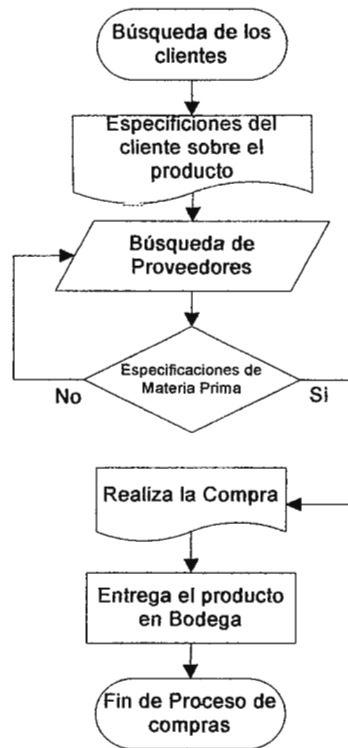 Búsqueda de los
clientes
Especificiones del
cliente sobre el
producto
Búsqueda de
Proveedores
Especificaciones de
Materia Prima
No
Si
Realiza la Compra
Entrega el producto
en Bodega
Fin de Proceso de
compras